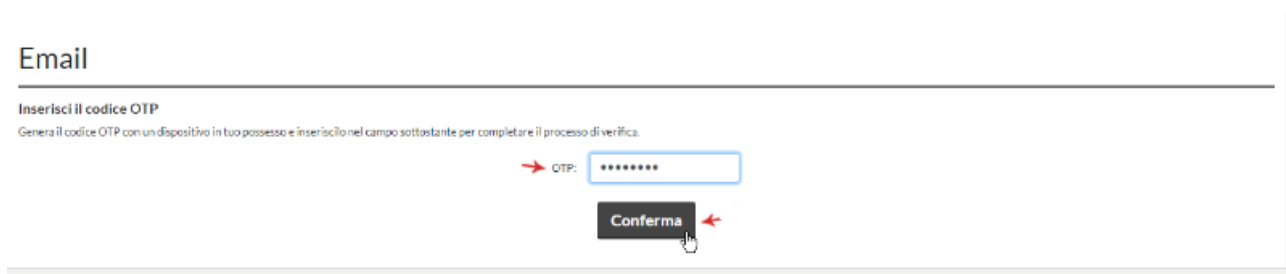 Email
Inserisci il codice OTP
Genera il codice OTP con un dispositivo in tuo possesso e inseriscilo nel campo sottostante per completare il processo di verifica.
OTP: ••••••••
Conferma